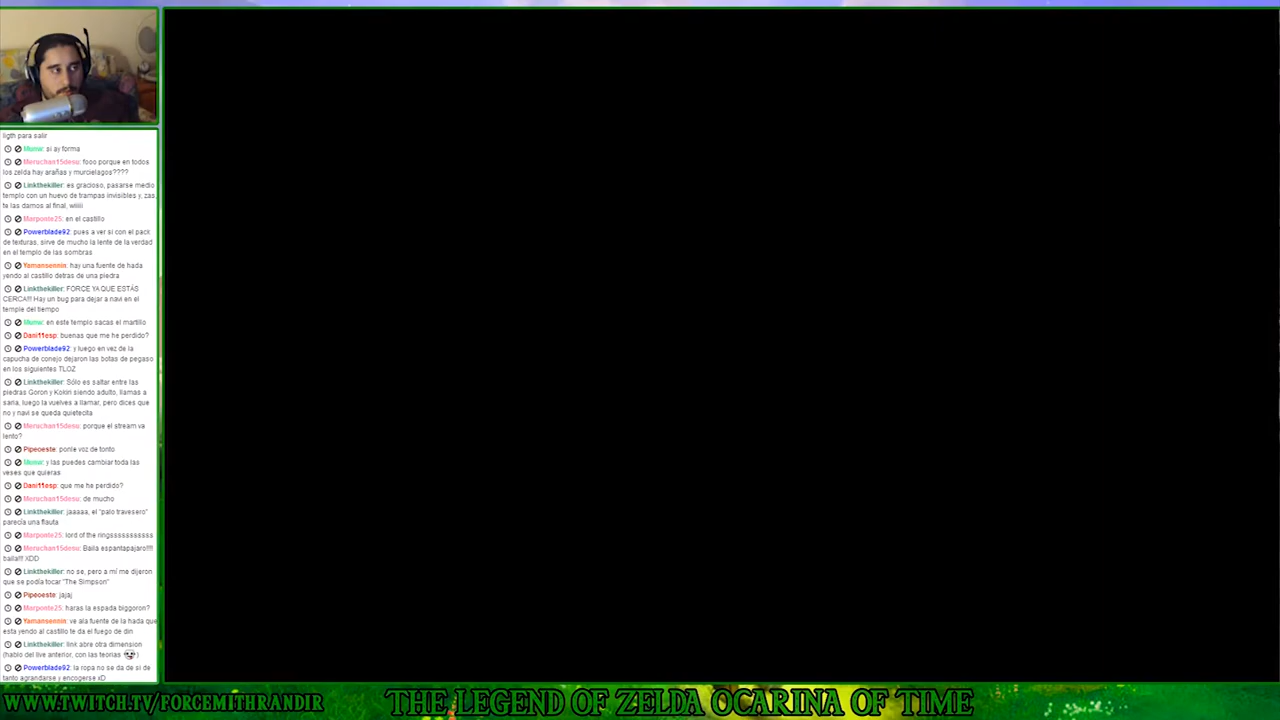 ligth para salir
Munw: si ay forma
Meruchan15desu: fooo porque en todos
los zelda hay arañas y murcielagos????
Linkthekiller: es gracioso, pasarse medio
templo con un huevo de trampas invisibles y, zas,
te las damos al final, wiiiii
Marponte25: en el castillo
Powerblade92: pues a ver si con el pack
de texturas, sirve de mucho la lente de la verdad
en el templo de las sombras
Yamansennin: hay una fuente de hada
yendo al castillo detras de una piedra
Linkthekiller: FORCE YA QUE ESTÁS
CERCA!!! Hay un bug para dejar a navi en el
temple del tiempo
Munw: en este templo sacas el martillo
Dani11esp: buenas que me he perdido?
Powerblade92: y luego en vez de la
capucha de conejo dejaron las botas de pegaso
en los siguientes TLOZ
Linkthekiller: Sólo es saltar entre las
piedras Goron y Kokiri siendo adulto, llamas a
saria, luego la vuelves a llamar, pero dices que
no y navi se queda quietecita
Meruchan15desu: porque el stream va
lento?
Pipeoeste: ponle voz de tonto
Munw: y las puedes cambiar toda las
veses que quieras
Dani11esp: que me he perdido?
Meruchan15desu: de mucho
Linkthekiller: jaaaaa, el "palo travesero"
parecía una flauta
Marponte25: lord of the ringsssssssssss
Meruchan15desu: Baila espantapajaro!!!!
baila!!! XDD
Linkthekiller: no se, pero a mí me dijeron
que se podía tocar "The Simpson"
Pipeoeste: jajaj
Marponte25: haras la espada biggoron?
Yamansennin: ve ala fuente de la hada que
esta yendo al castillo te da el fuego de din
Linkthekiller: link abre otra dimension
(hablo del live anterior, con las teorias )
Powerblade92: la ropa no se da de si de
tanto agrandarse y encogerse xD
WWW.TWITCH.TV/FORCEMITHRANDIR
THE LEGEND OF ZELDA OCARINA OF TIME